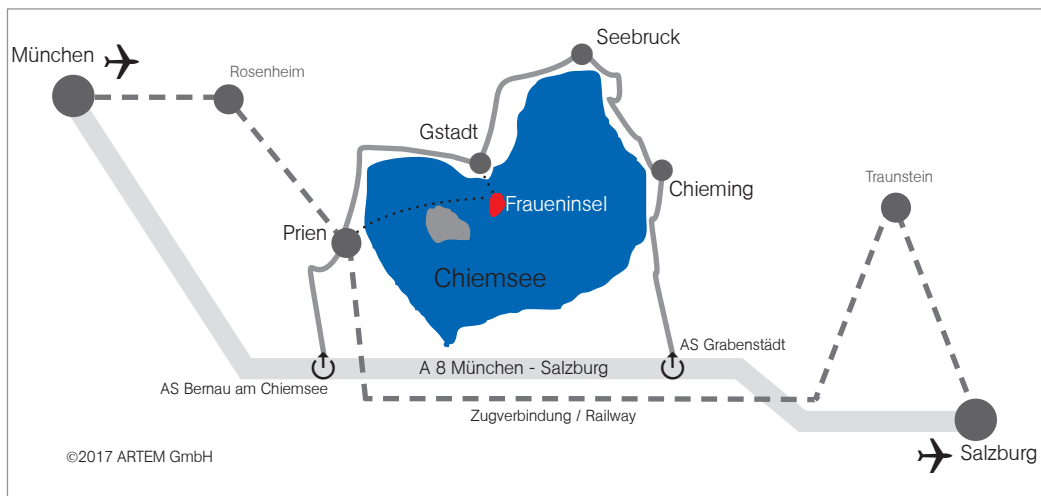 Seebruck
München
Rosenheim
Gstadt
Chieming
Traunstein
Fraueninsel
Prien
Chiemsee
AS Grabenstädt
A 8 München - Salzburg
AS Bernau am Chiemsee
Zugverbindung / Railway
©2017 ARTEM GmbH
Salzburg